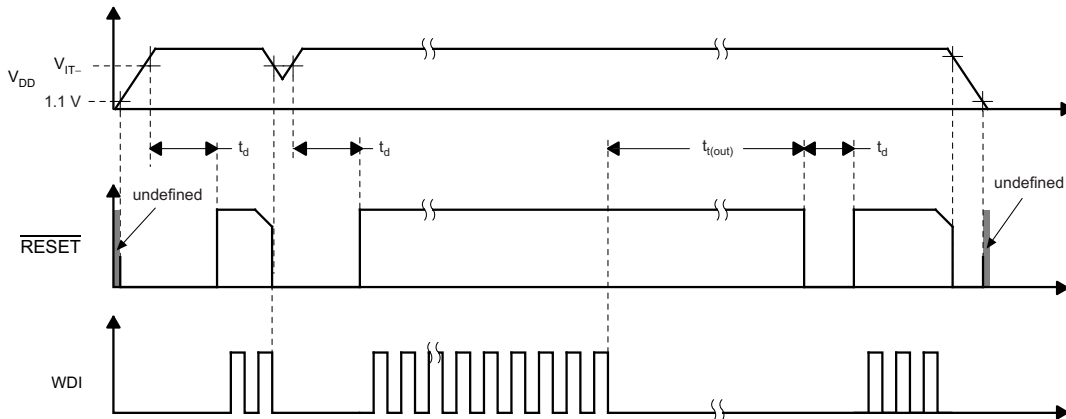 V_IT–
V_DD
1.1 V
t_d
t_d
t_t(out)
t_d
undefined
undefined
RESET
WDI